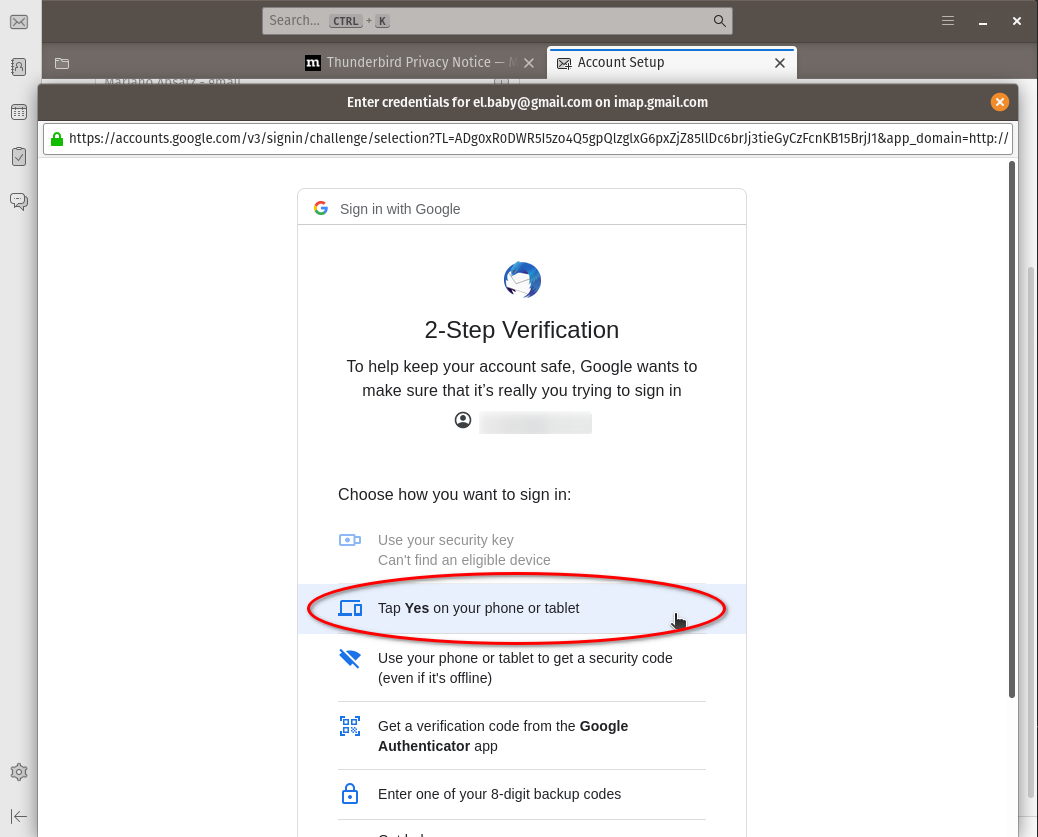 Search... CTRL + K
m Thunderbird Privacy Notice — M
Account Setup
Mariano Absatz - gmail
Enter credentials for el.baby@gmail.com on imap.gmail.com
https://accounts.google.com/v3/signin/challenge/selection?TL=ADg0xR0DWR5I5zo4Q5gpQlzglxG6pxZjZ85llDc6brJj3tieGyCzFcnKB15BrjJ1&app_domain=http://
Sign in with Google
2-Step Verification
To help keep your account safe, Google wants to
make sure that it's really you trying to sign in
Choose how you want to sign in:
Use your security key
Can't find an eligible device
Tap Yes on your phone or tablet
Use your phone or tablet to get a security code
(even if it's offline)
Get a verification code from the Google
Authenticator app
Enter one of your 8-digit backup codes